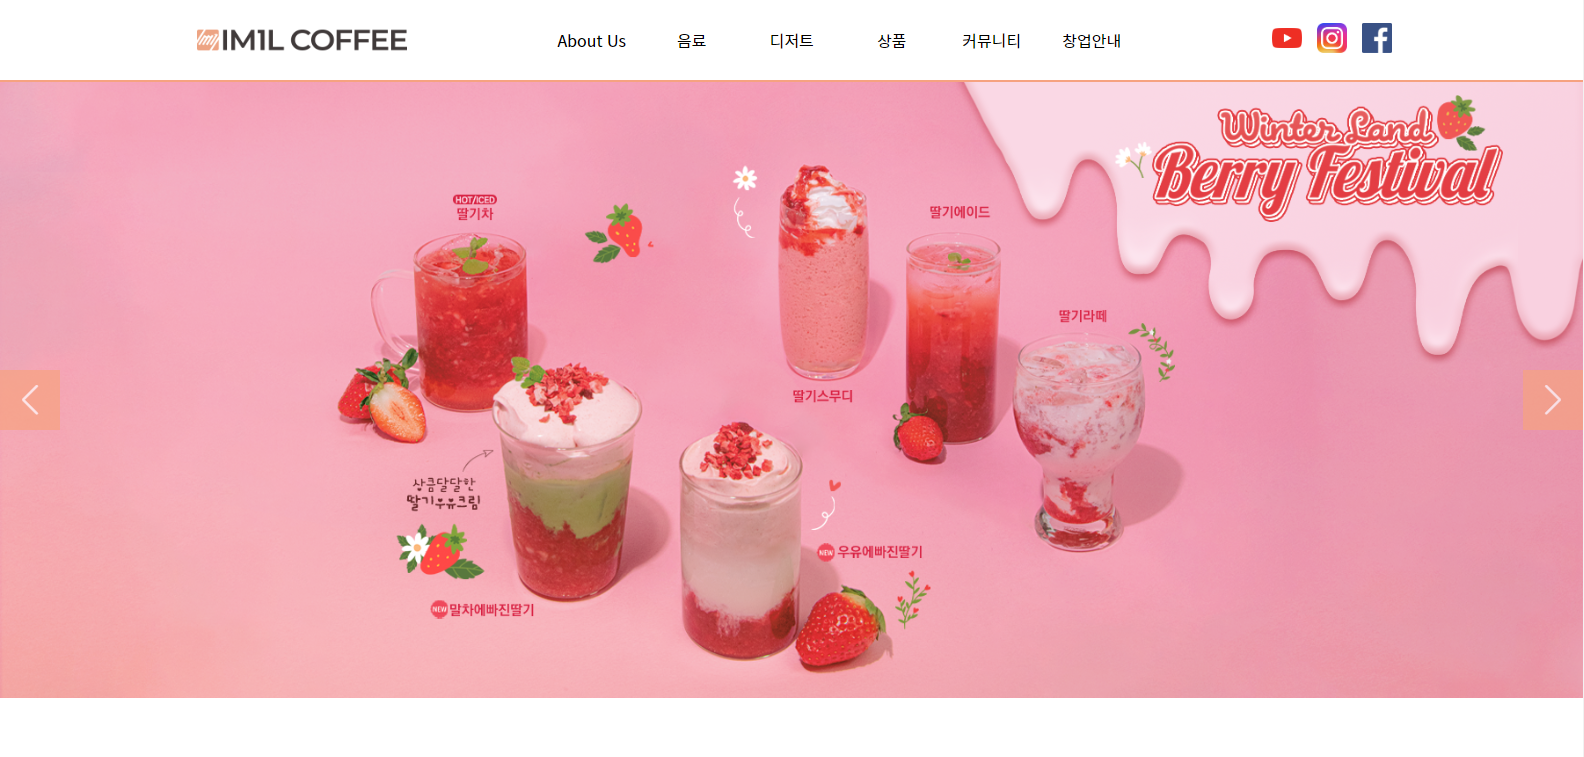 IM1L COFFEE
About Us
음료
디저트
상품
커뮤니티
창업안내
Winter Land
Berry Festival
HOT/ICED
딸기차
딸기에이드
딸기라떼
딸기스무디
상큼달달한
딸기우유크림
NEW 우유에빠진딸기
NEW 말차에빠진딸기